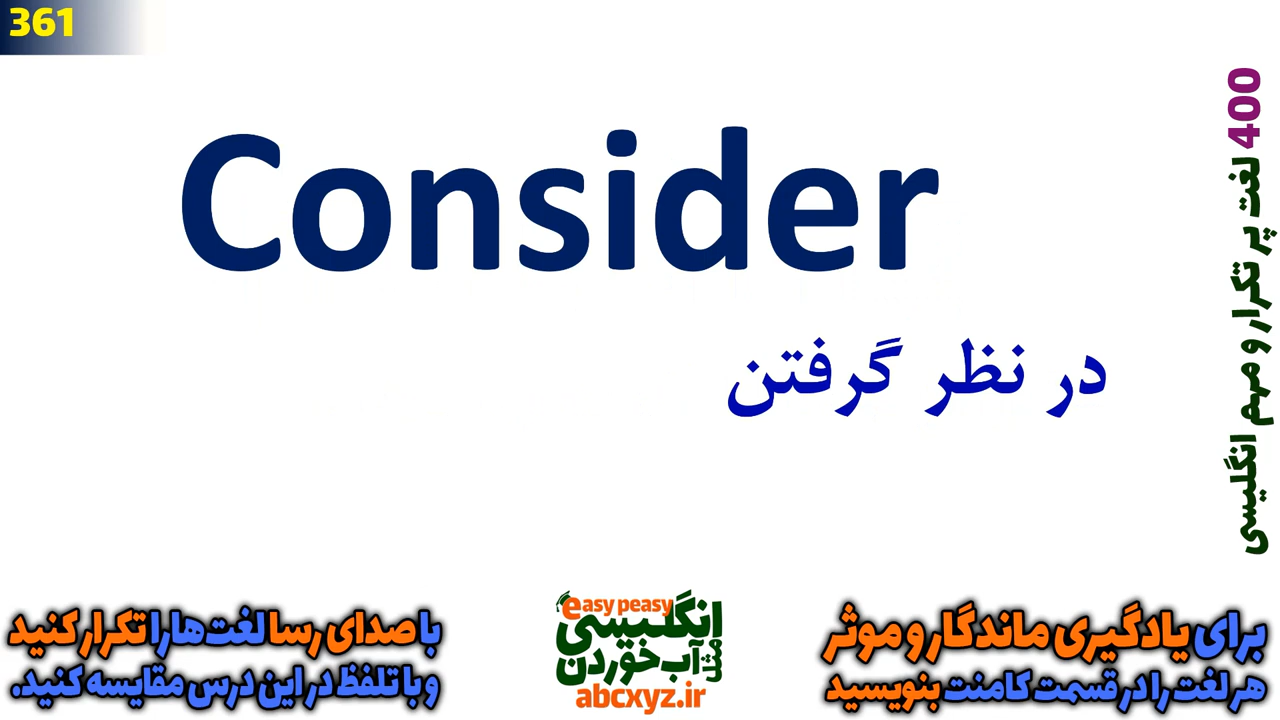 361
Consider
در نظر گرفتن
400 لغت پر تکرار و مهم انگلیسی
با صدای رسا لغت‌ها را تکرار کنید
و با تلفظ در این درس مقایسه کنید.
easy peasy
انگلیسی
مثل
آب خوردن
abcxyz.ir
برای یادگیری ماندگار و موثر
هر لغت را در قسمت کامنت بنویسید